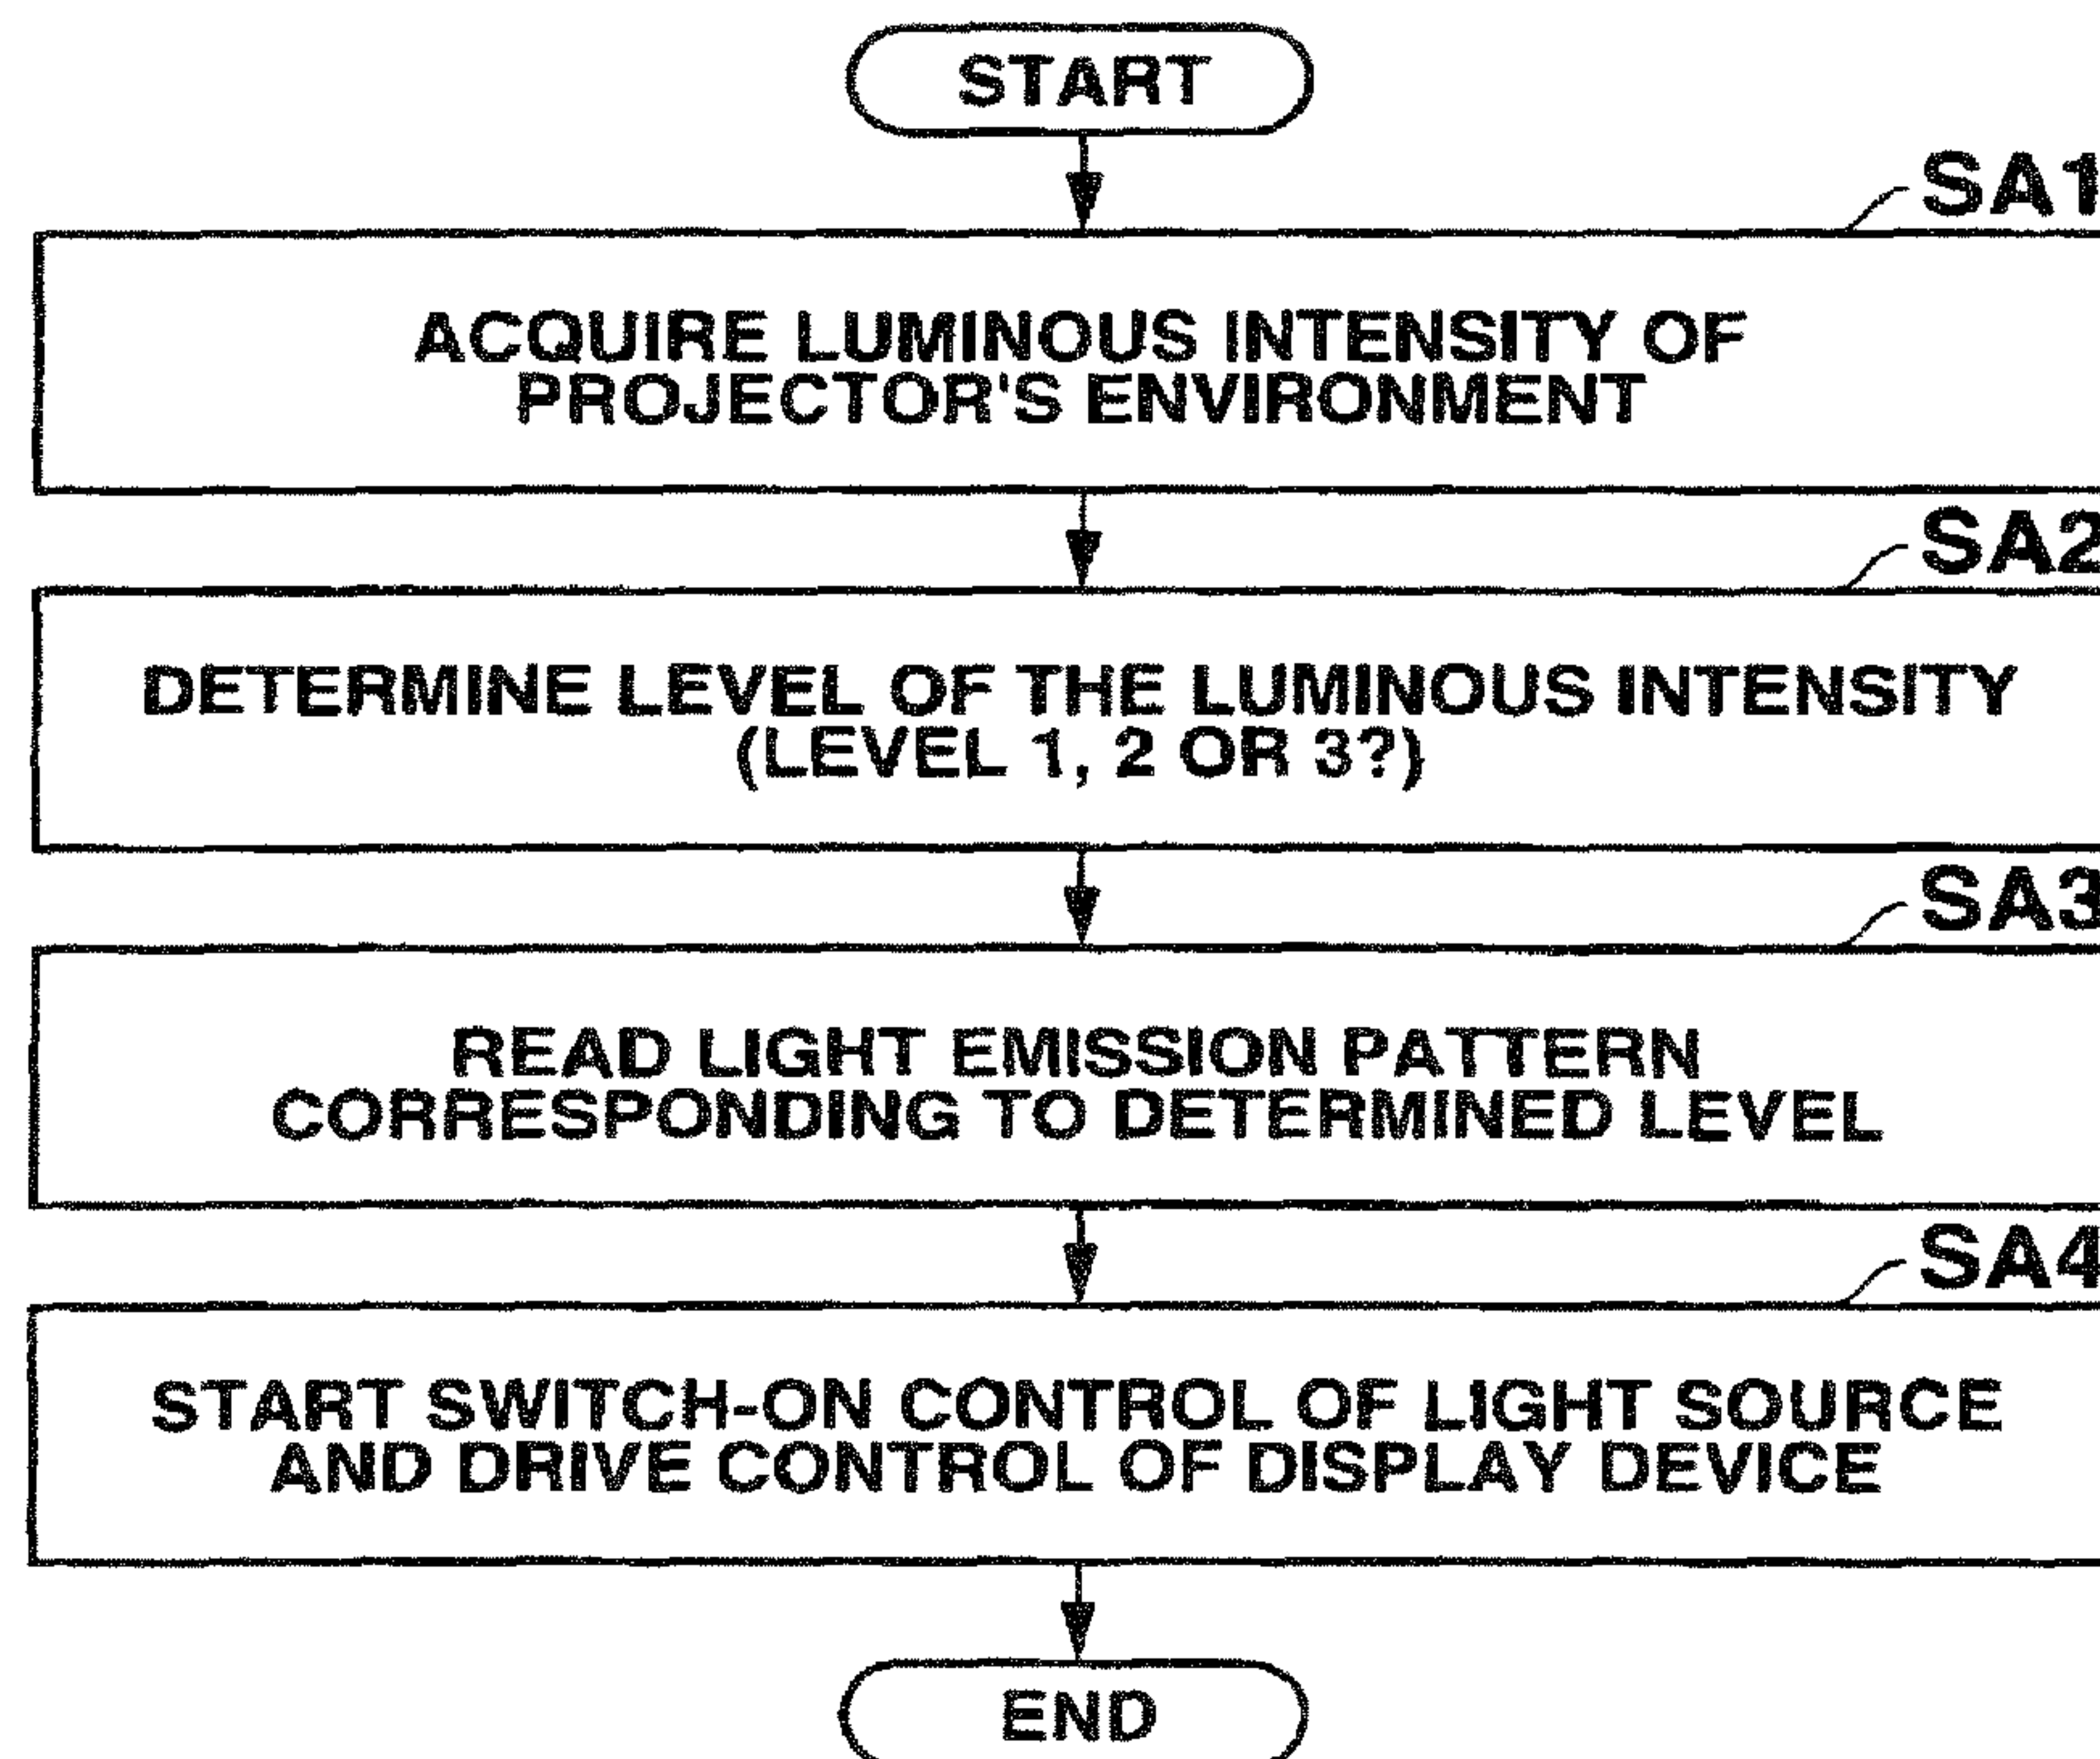 START
SA1
ACQUIRE LUMINOUS INTENSITY OF
PROJECTOR'S ENVIRONMENT
SA2
DETERMINE LEVEL OF THE LUMINOUS INTENSITY
(LEVEL 1, 2 OR 3?)
SA3
READ LIGHT EMISSION PATTERN
CORRESPONDING TO DETERMINED LEVEL
SA4
START SWITCH-ON CONTROL OF LIGHT SOURCE
AND DRIVE CONTROL OF DISPLAY DEVICE
END